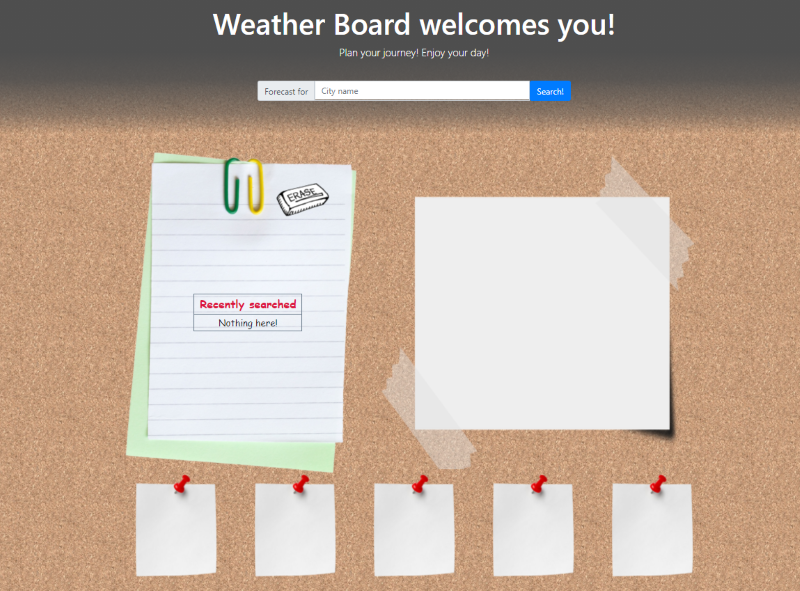 Weather Board welcomes you!
Plan your journey! Enjoy your day!
Forecast for City name Search!
ERASE
Recently searched
Nothing here!